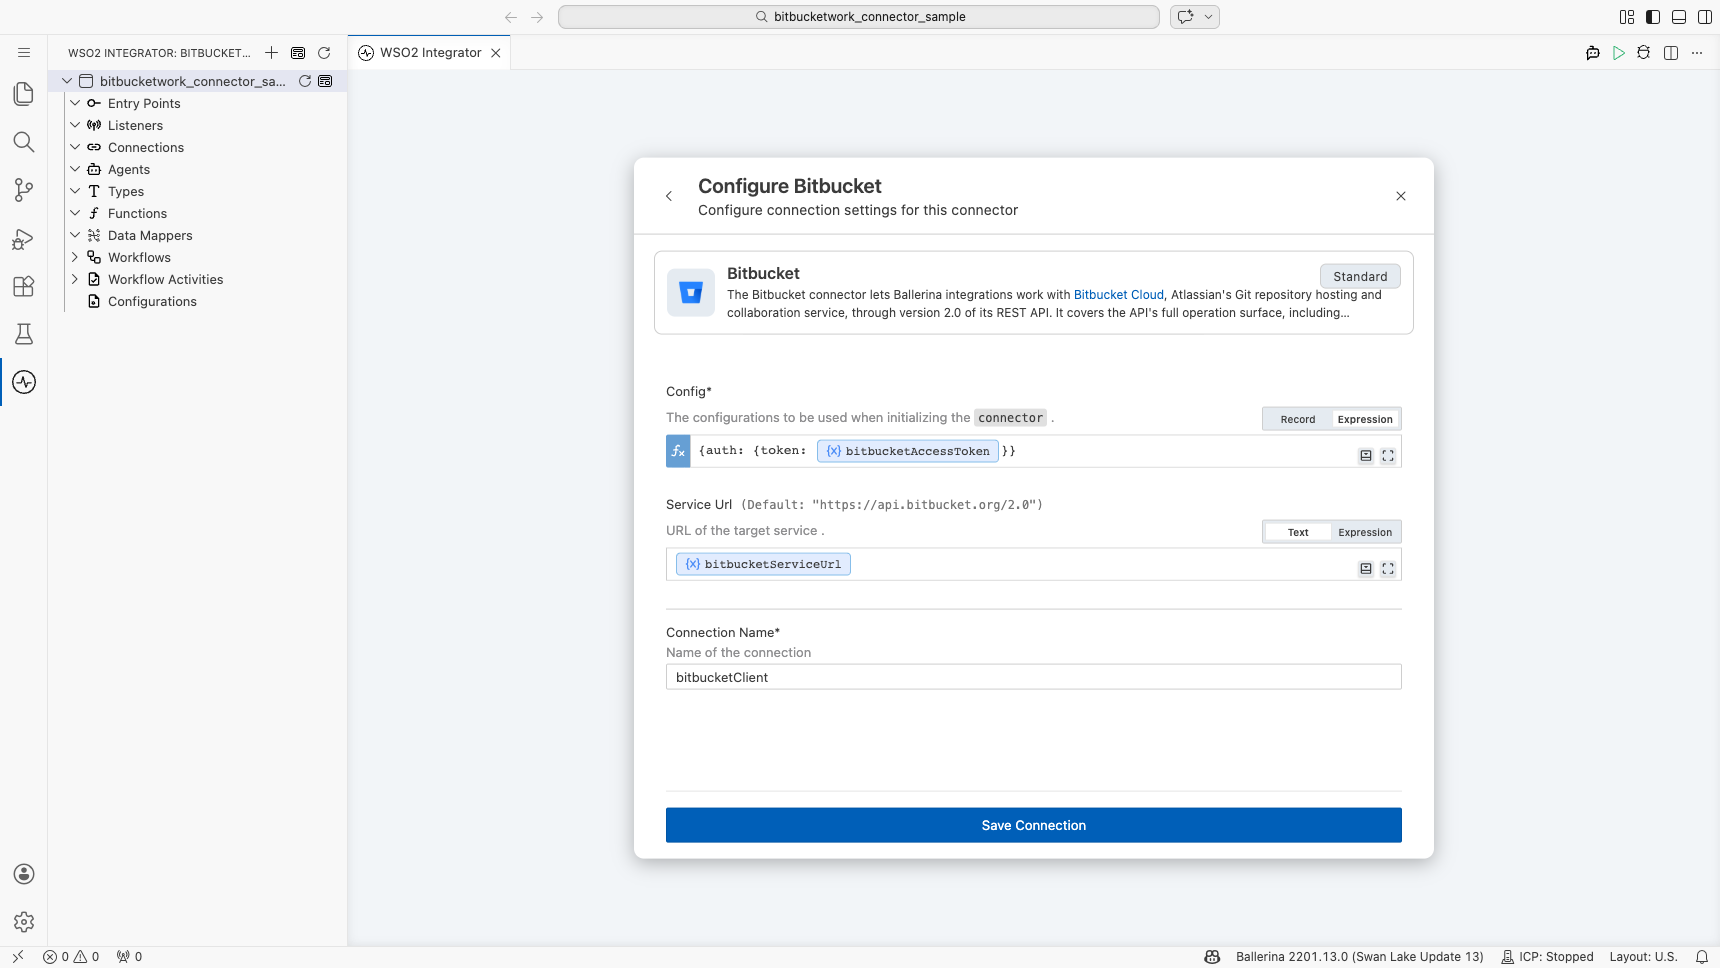 bitbucketwork_connector_sample
WSO2 INTEGRATOR: BITBUCKET...
WSO2 Integrator
bitbucketwork_connector_sa...
Entry Points
Listeners
Connections
Agents
Types
Functions
Data Mappers
Workflows
Workflow Activities
Configurations
Configure Bitbucket
Configure connection settings for this connector
Bitbucket
Standard
The Bitbucket connector lets Ballerina integrations work with Bitbucket Cloud, Atlassian's Git repository hosting and
collaboration service, through version 2.0 of its REST API. It covers the API's full operation surface, including...
Config*
The configurations to be used when initializing the connector .
Record Expression
fx {auth: {token: {x} bitbucketAccessToken }}
Service Url (Default: "https://api.bitbucket.org/2.0")
URL of the target service .
Text Expression
{x} bitbucketServiceUrl
Connection Name*
Name of the connection
bitbucketClient
Save Connection
0 0 0
Ballerina 2201.13.0 (Swan Lake Update 13) ICP: Stopped Layout: U.S.